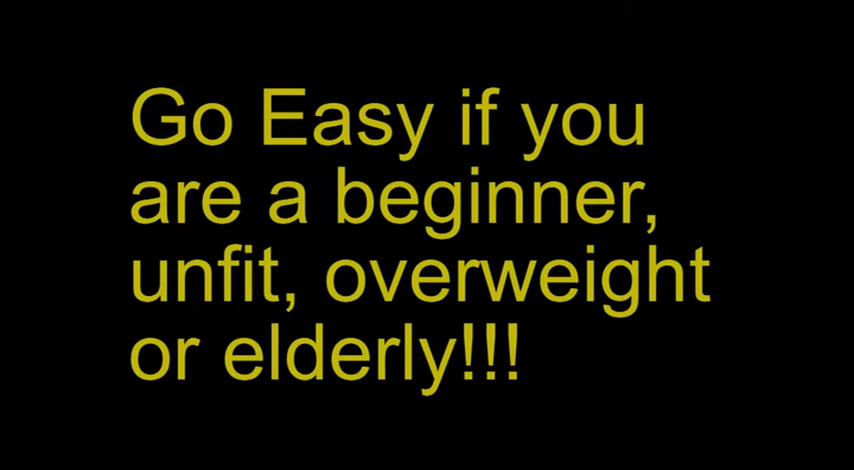 Go Easy if you
are a beginner,
unfit, overweight
or elderly!!!